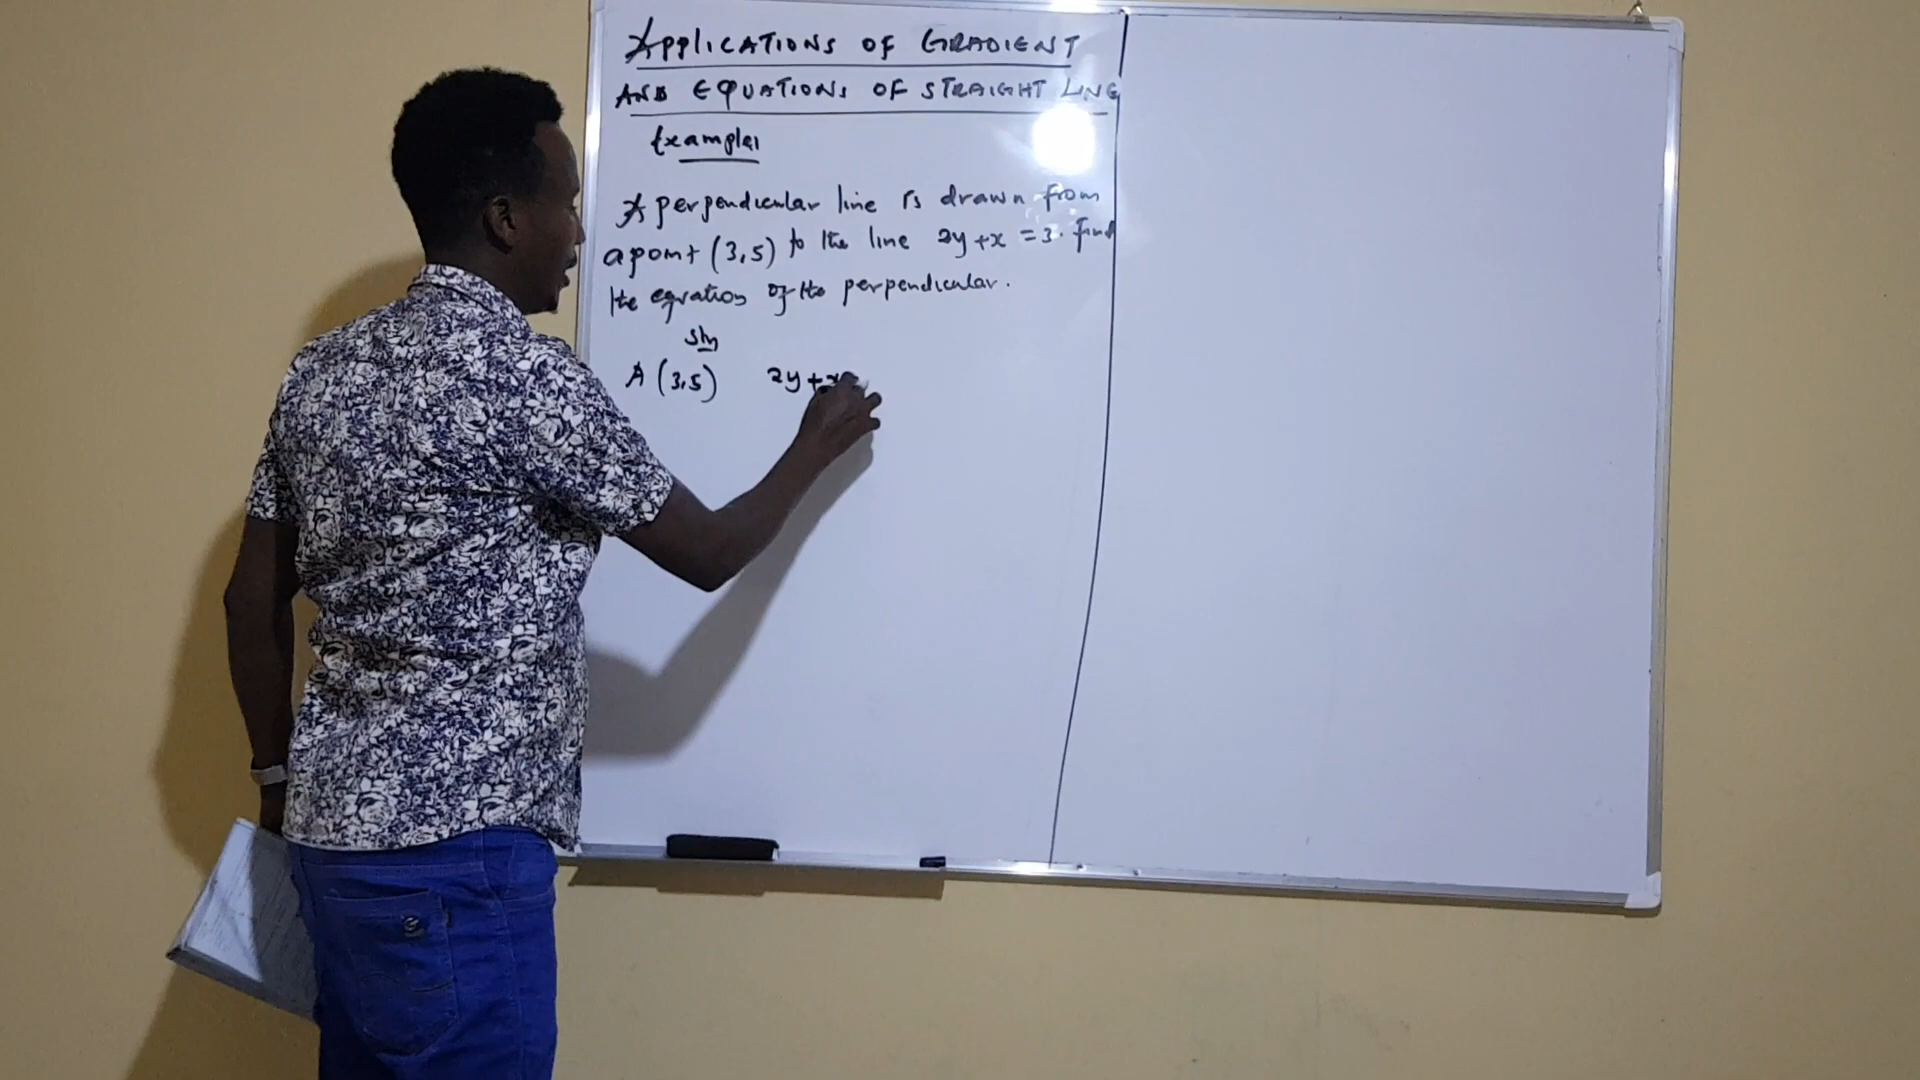 APPLICATIONS OF GRADIENT
AND EQUATIONS OF STRAIGHT LINE
Examples
A perpendicular line is drawn from
a point (3,5) to the line 2y+x =3. find
the equation of the perpendicular.
Sln
A (3,5) 2y+x